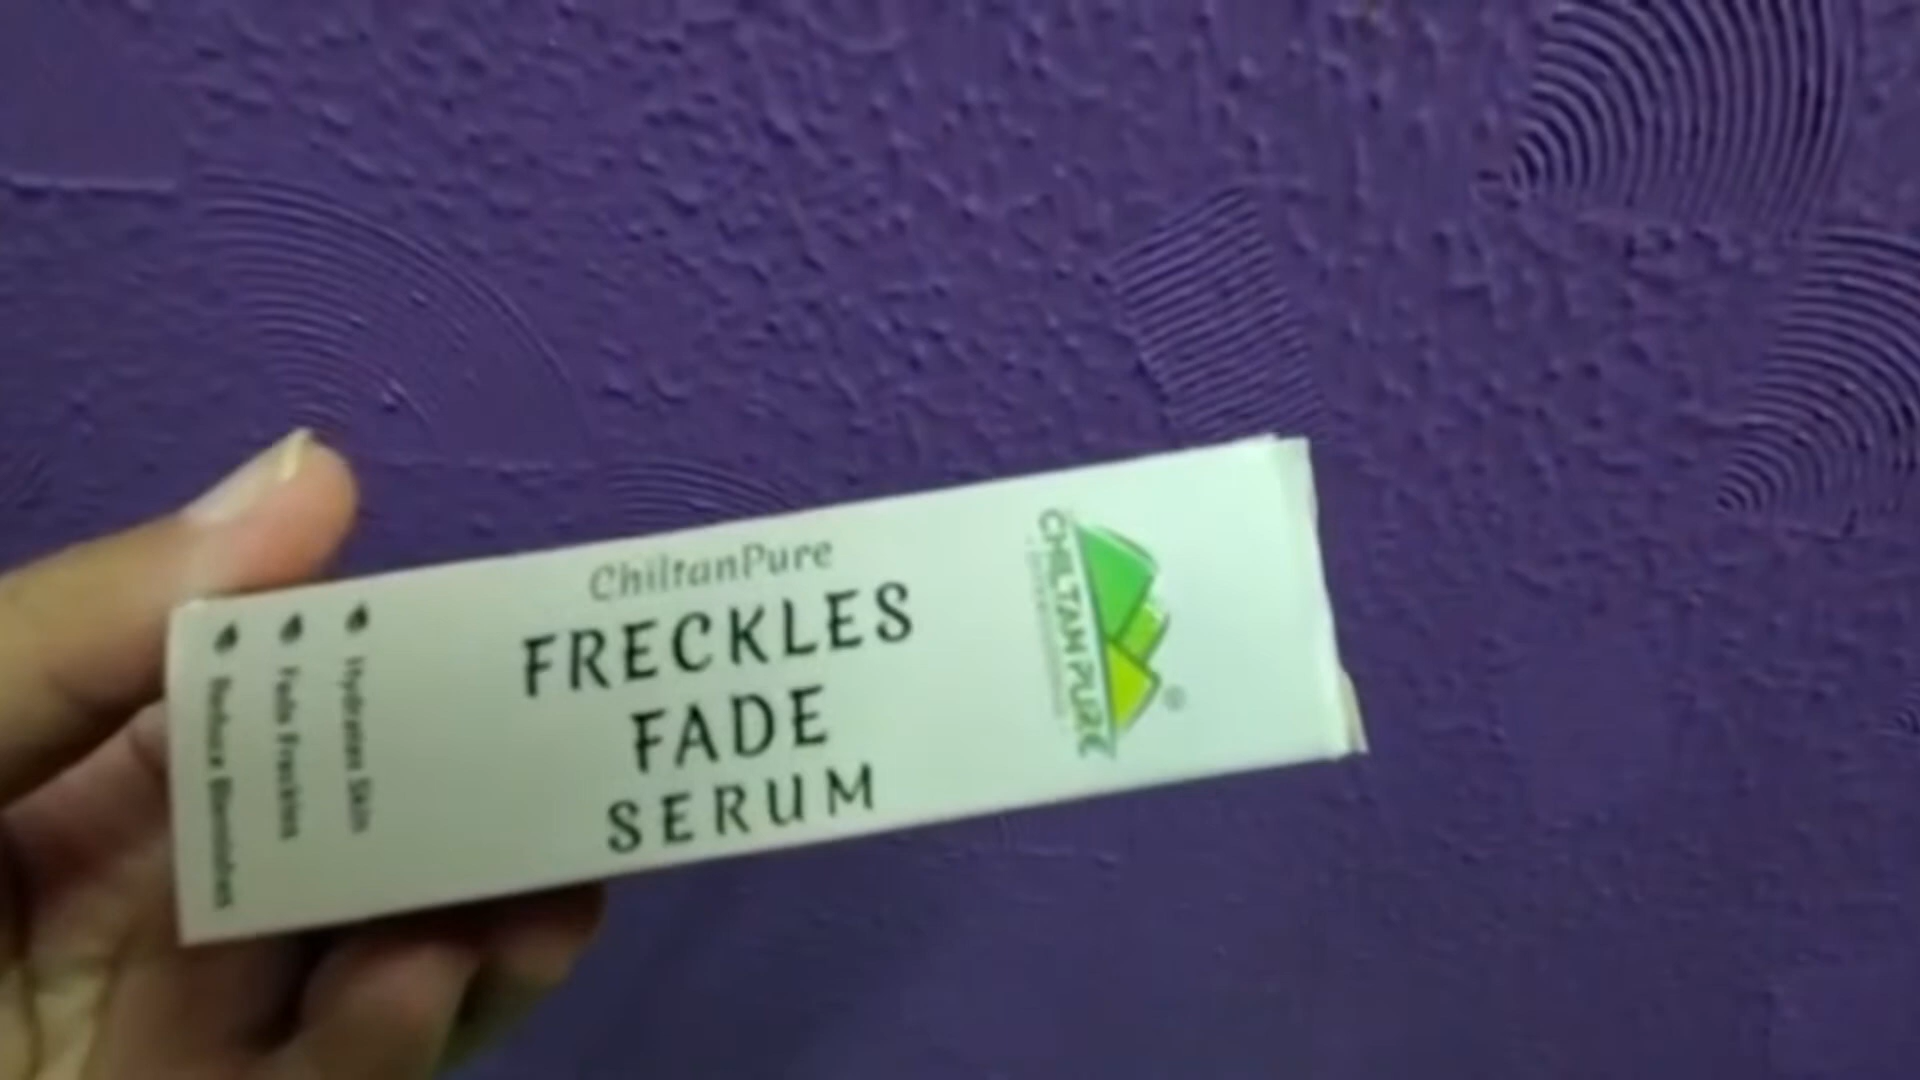 ChiltanPure
FRECKLES
FADE
SERUM
CHILTAN PURE
®
Hydrates Skin
Fade Freckles
Reduce Blemishes